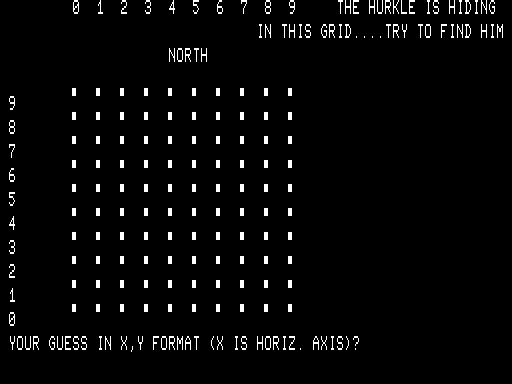 0 1 2 3 4 5 6 7 8 9 THE HURKLE IS HIDING
IN THIS GRID....TRY TO FIND HIM
NORTH
9
8
7
6
5
4
3
2
1
0
YOUR GUESS IN X,Y FORMAT (X IS HORIZ. AXIS)?